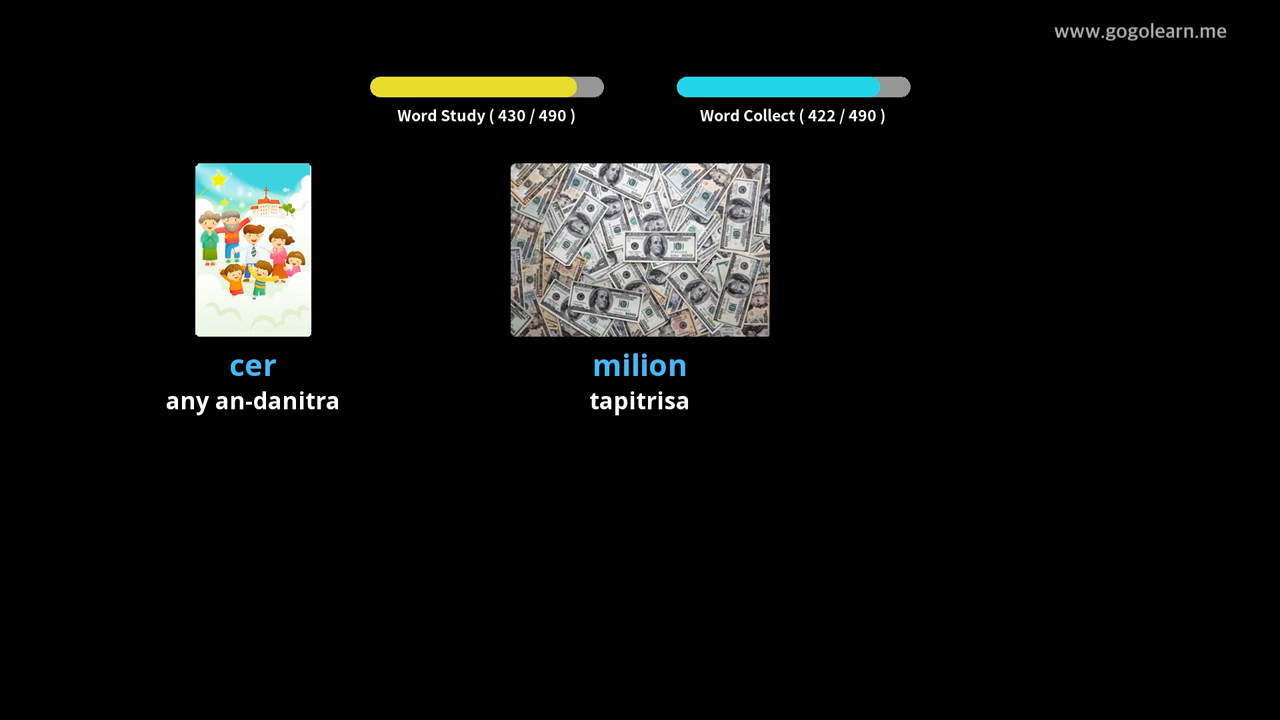 www.gogolearn.me
Word Study ( 430 / 490 )
Word Collect ( 422 / 490 )
cer
any an-danitra
milion
tapitrisa